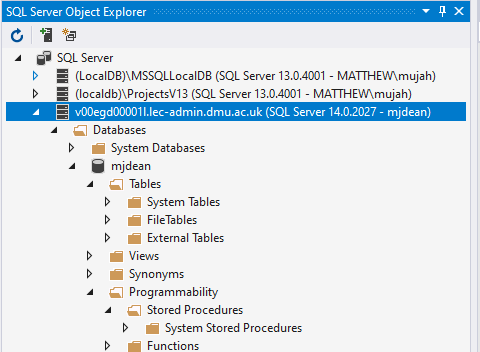 SQL Server Object Explorer
SQL Server
(LocalDB)\MSSQLLocalDB (SQL Server 13.0.4001 - MATTHEW\mujah)
(localdb)\ProjectsV13 (SQL Server 13.0.4001 - MATTHEW\mujah)
v00egd00001l.lec-admin.dmu.ac.uk (SQL Server 14.0.2027 - mjdean)
Databases
System Databases
mjdean
Tables
System Tables
FileTables
External Tables
Views
Synonyms
Programmability
Stored Procedures
System Stored Procedures
Functions